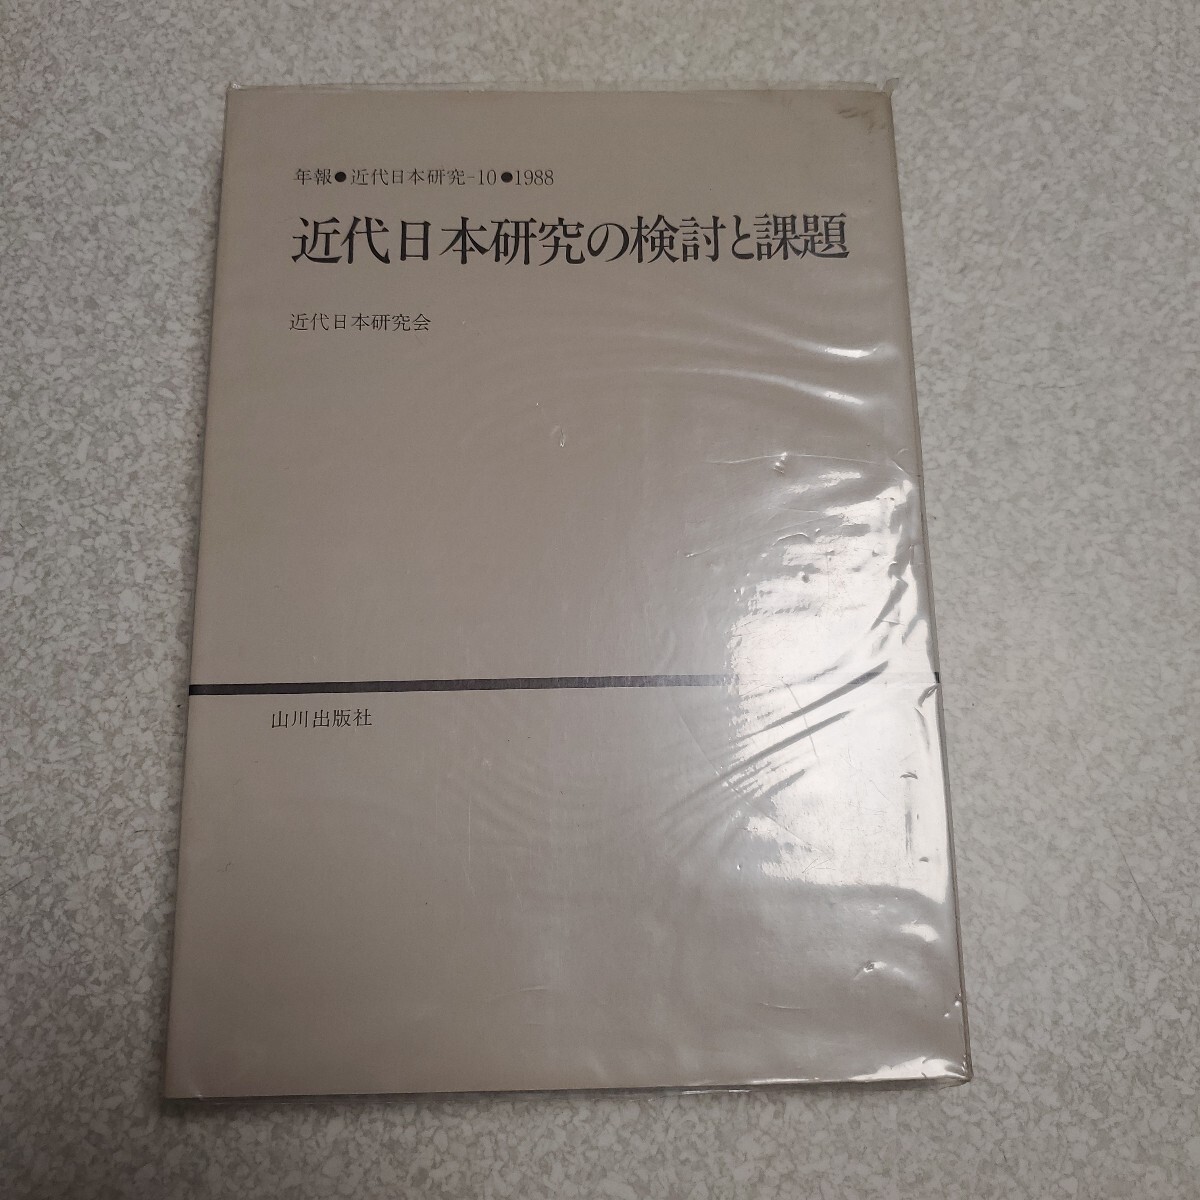 年報●近代日本研究-10●1988
近代日本研究の検討と課題
近代日本研究会
山川出版社